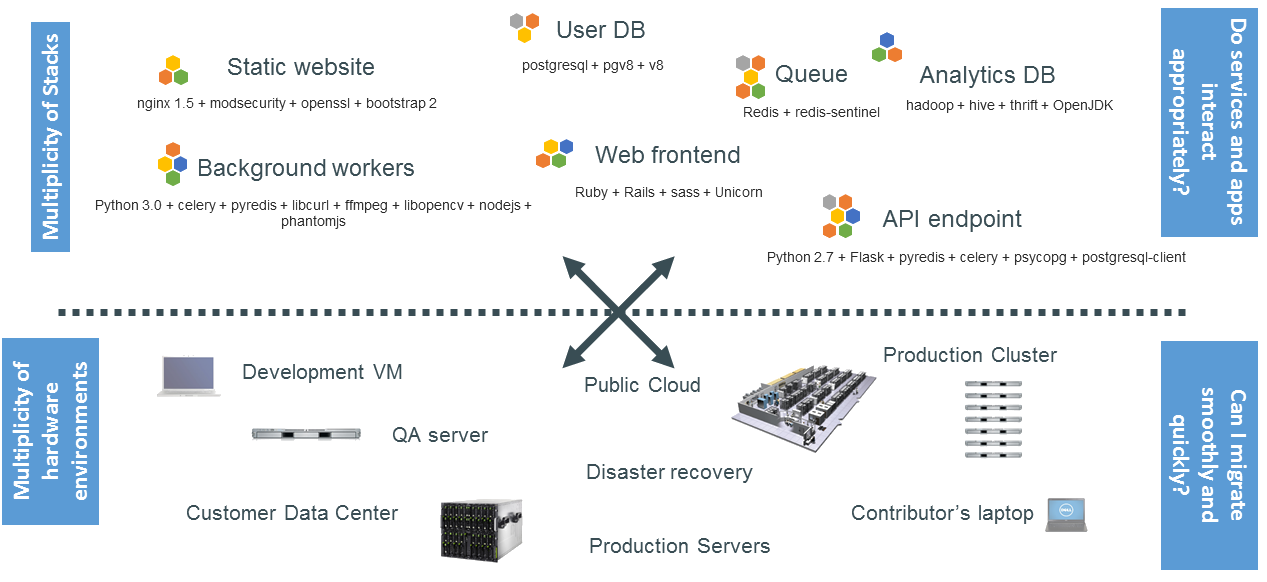 Multiplicity of Stacks
Static website
nginx 1.5 + modsecurity + openssl + bootstrap 2
User DB
postgresql + pgv8 + v8
Queue
Redis + redis-sentinel
Analytics DB
hadoop + hive + thrift + OpenJDK
Background workers
Python 3.0 + celery + pyredis + libcurl + ffmpeg + libopencv + nodejs +
phantomjs
Web frontend
Ruby + Rails + sass + Unicorn
API endpoint
Python 2.7 + Flask + pyredis + celery + psycopg + postgresql-client
Do services and apps
interact
appropriately?
Multiplicity of
hardware
environments
Development VM
QA server
Customer Data Center
Public Cloud
Disaster recovery
Production Servers
Production Cluster
Contributor’s laptop
DELL
Can I migrate
smoothly and
quickly?